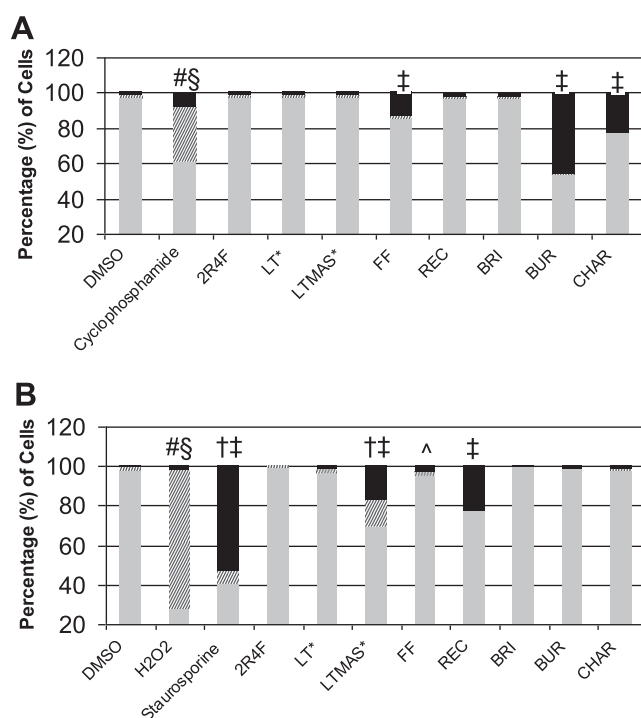 A
Percentage (%) of Cells
120
100
80
60
40
20
#§
‡
‡
‡
DMSO
Cyclophosphamide
2R4F
LT*
LTMAS*
FF
REC
BRI
BUR
CHAR
B
Percentage (%) of Cells
120
100
80
60
40
20
#§
†‡
†‡
^
‡
DMSO
H2O2
Staurosporine
2R4F
LT*
LTMAS*
FF
REC
BRI
BUR
CHAR